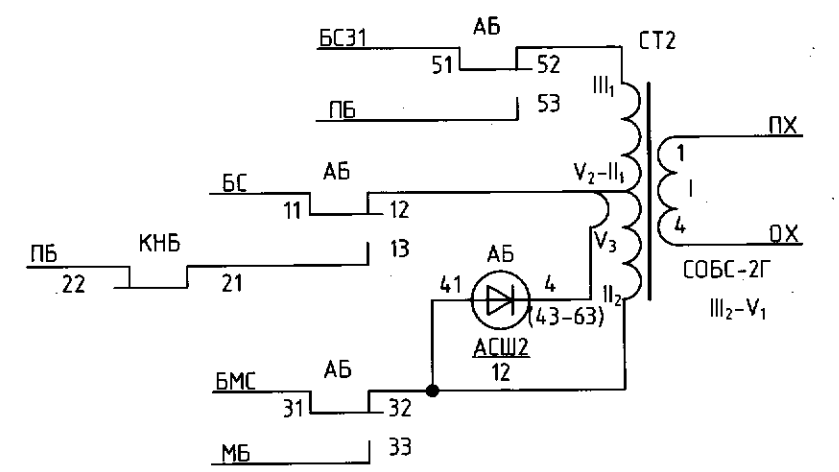 БСЗ1
АБ
СТ2
51
52
III₁
ПБ
53
ПХ
V₂-II₁
1
БС
АБ
11
12
I
4
ОХ
V₃
ПБ
КНБ
13
22
21
АБ
СОБС-2Г
41
4
II₂
III₂-V₁
(43-63)
АСШ2
12
АБ
БМС
31
32
МБ
33